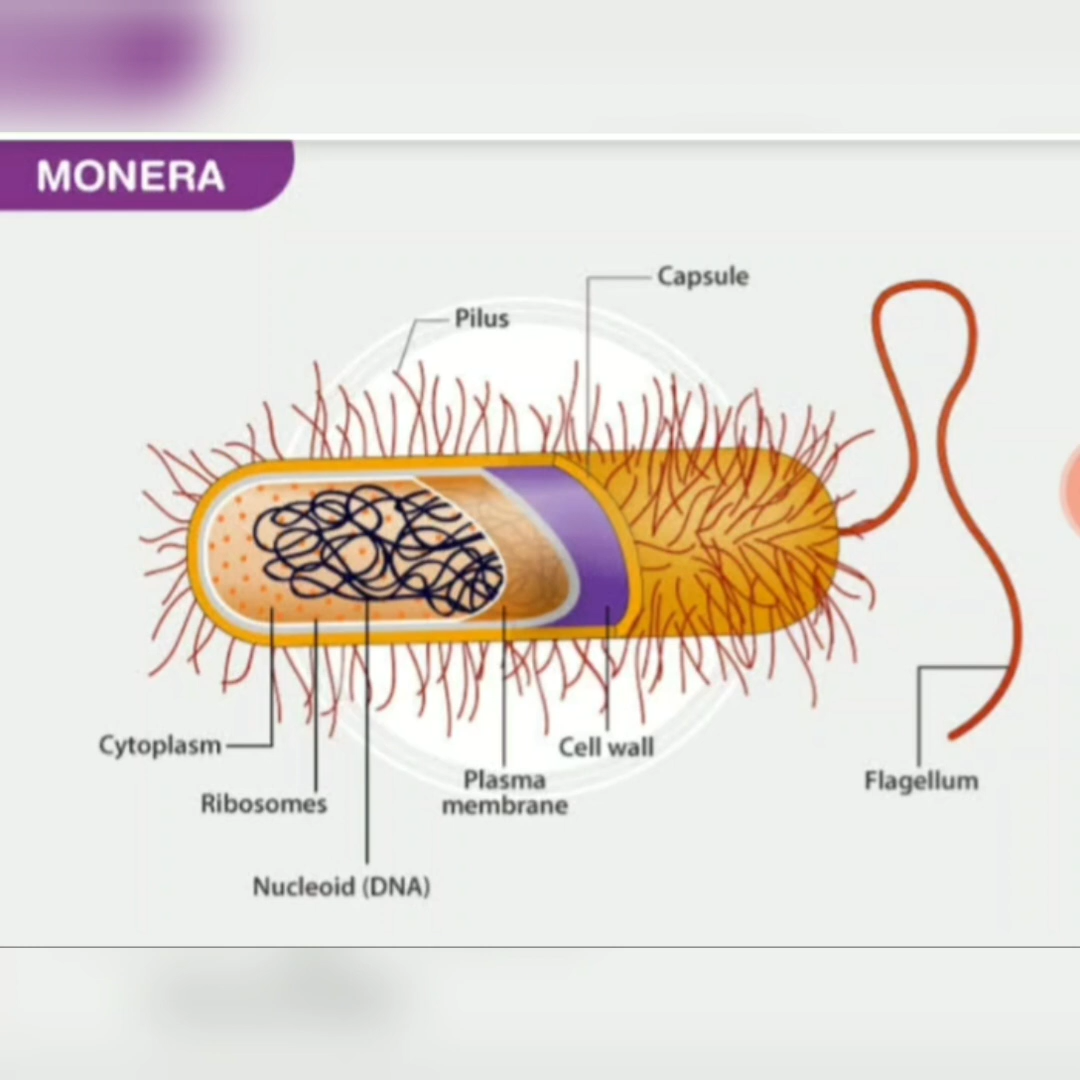 MONERA
Capsule
Pilus
Cytoplasm
Cell wall
Plasma
membrane
Flagellum
Ribosomes
Nucleoid (DNA)